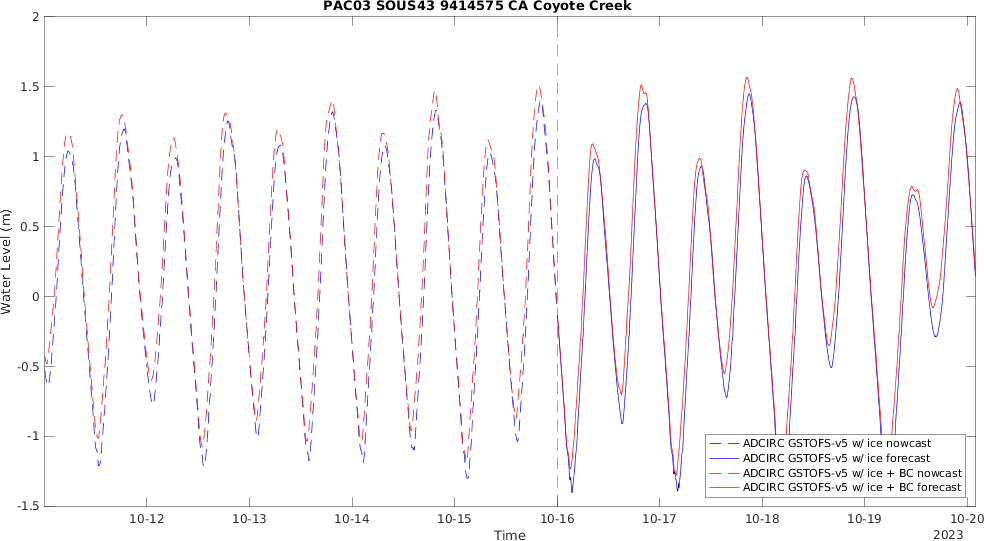 PAC03 SOUS43 9414575 CA Coyote Creek
2
1.5
1
0.5
0
-0.5
-1
-1.5
Water Level (m)
10-12
10-13
10-14
10-15
10-16
10-17
10-18
10-19
10-20
Time
2023
ADCIRC GSTOFS-v5 w/ ice nowcast
ADCIRC GSTOFS-v5 w/ ice forecast
ADCIRC GSTOFS-v5 w/ ice + BC nowcast
ADCIRC GSTOFS-v5 w/ ice + BC forecast